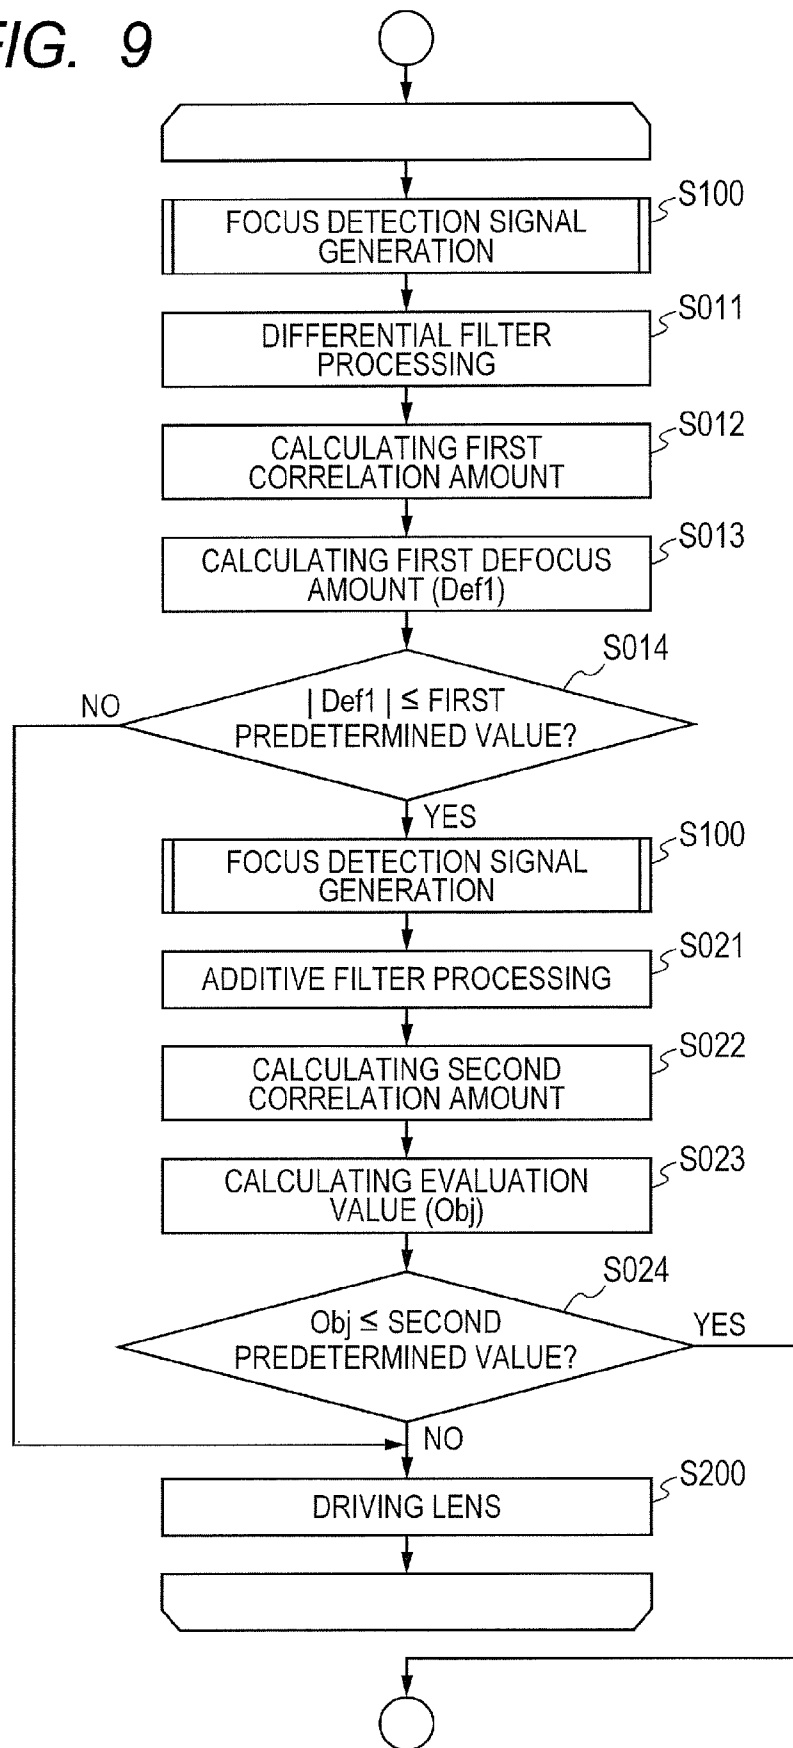 FIG. 9
S100
FOCUS DETECTION SIGNAL
GENERATION
S011
DIFFERENTIAL FILTER
PROCESSING
S012
CALCULATING FIRST
CORRELATION AMOUNT
S013
CALCULATING FIRST DEFOCUS
AMOUNT (Def1)
S014
| Def1 | ≤ FIRST
PREDETERMINED VALUE?
NO
YES
S100
FOCUS DETECTION SIGNAL
GENERATION
S021
ADDITIVE FILTER PROCESSING
S022
CALCULATING SECOND
CORRELATION AMOUNT
S023
CALCULATING EVALUATION
VALUE (Obj)
S024
Obj ≤ SECOND
PREDETERMINED VALUE?
YES
NO
S200
DRIVING LENS